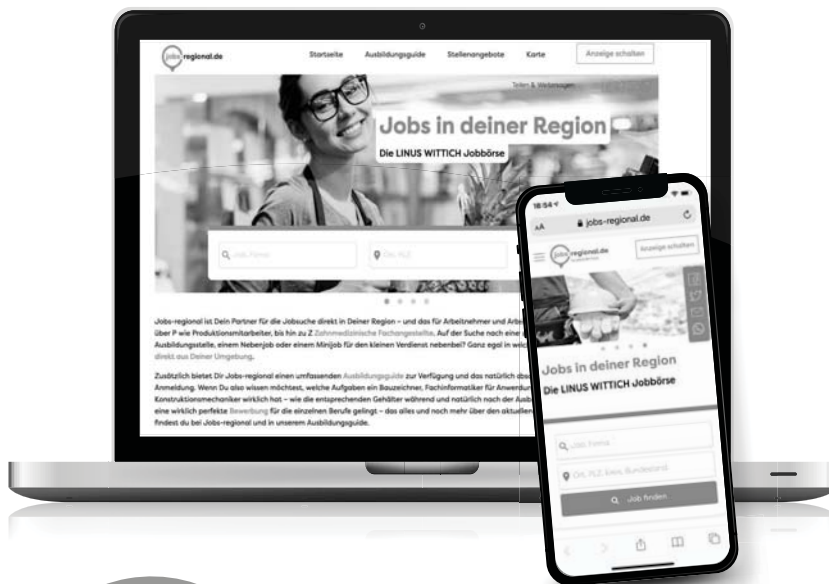 jobs regional.de
Startseite
Ausbildungsguide
Stellenangebote
Karte
Anzeige schalten
Teilen & Weitersagen
Jobs in deiner Region
Die LINUS WITTICH Jobbörse
Job, Firma
Ort, PLZ
Jobs-regional ist Dein Partner für die Jobsuche direkt in Deiner Region – und das für Arbeitnehmer und
über P wie Produktionsmitarbeiter, bis hin zu Z Zahnmedizinische Fachangestellte. Auf der Suche nach einer
Ausbildungsstelle, einem Nebenjob oder einem Minijob für den kleinen Verdienst nebenbei? Ganz egal in
direkt aus Deiner Umgebung.
Zusätzlich bietet Dir Jobs-regional einen umfassenden Ausbildungsguide zur Verfügung und das natürlich
Anmeldung. Wenn Du also wissen möchtest, welche Aufgaben ein Bauzeichner, Fachinformatiker für
Konstruktionsmechaniker wirklich hat – wie die entsprechenden Gehälter während und natürlich nach der
eine wirklich perfekte Bewerbung für die einzelnen Berufe gelingt – das alles und noch mehr über den aktuellen
findest du bei Jobs-regional und in unserem Ausbildungsguide.
16:54
AA
jobs-regional.de
jobs regional.de
Anzeige schalten
Jobs in deiner Region
Die LINUS WITTICH Jobbörse
Job, Firma
Ort, PLZ, Kreis, Bundesland
Job finden